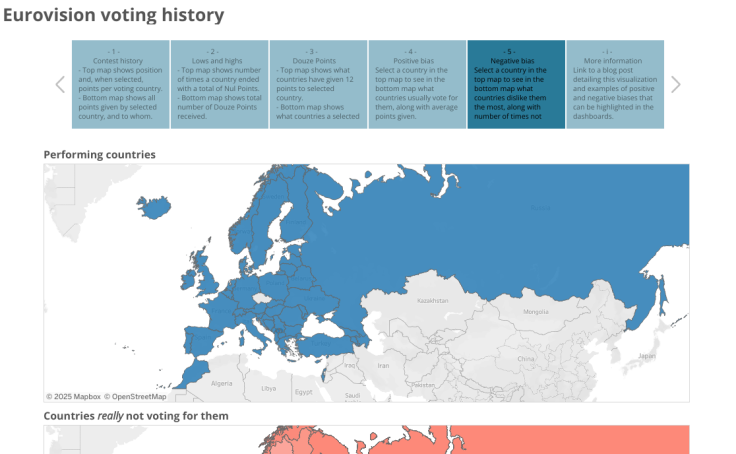 Eurovision voting history
- 1 -
Contest history
- Top map shows position
and, when selected,
points per voting country.
- Bottom map shows all
points given by selected
country, and to whom.
- 2 -
Lows and highs
- Top map shows number
of times a country ended
with a total of Nul Points.
- Bottom map shows total
number of Douze Points
received.
- 3 -
Douze Points
- Top map shows what
countries have given 12
points to selected
country.
- Bottom map shows
what countries a selected
- 4 -
Positive bias
Select a country in the
top map to see in the
bottom map what
countries usually vote for
them, along with average
points given.
- 5 -
Negative bias
Select a country in the
top map to see in the
bottom map what
countries dislike them
the most, along with
number of times not
- i -
More information
Link to a blog post
detailing this visualization
and examples of positive
and negative biases that
can be highlighted in the
dashboards.
Performing countries
Kazakhstan
Mongolia
China
Japan
Iraq
Iran
Pakistan
Algeria
Libya
Egypt
Saudi
© 2025 Mapbox © OpenStreetMap
Countries really not voting for them